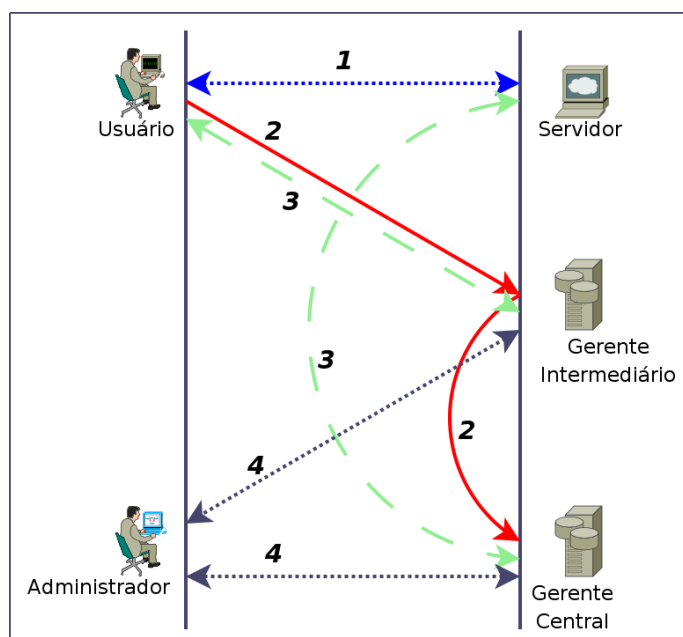 1
Usuário
Servidor
2
3
Gerente
Intermediário
3
2
4
Administrador
4
Gerente
Central